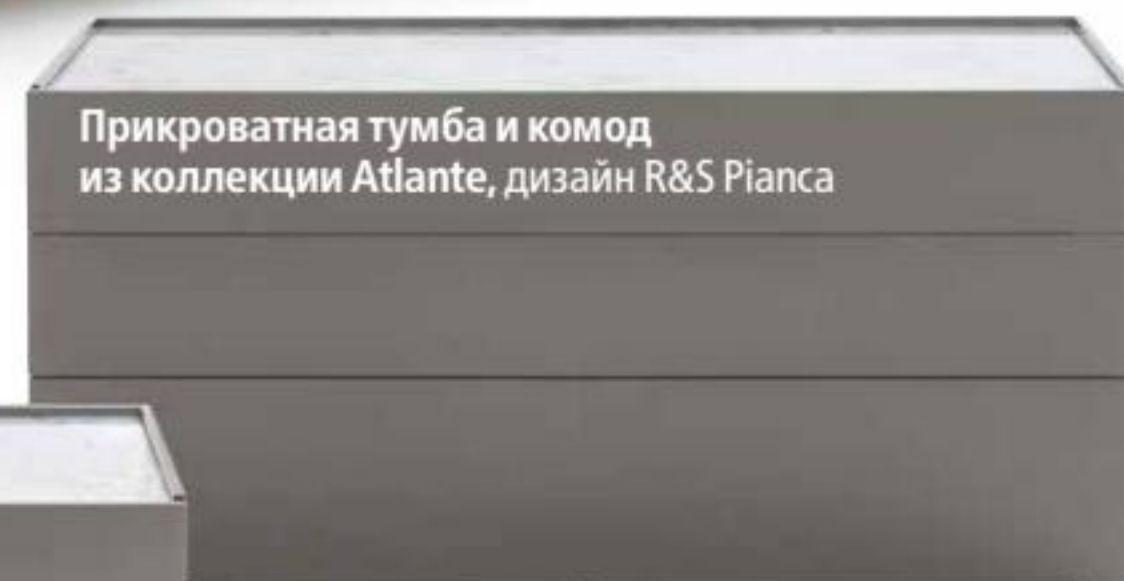 Прикроватная тумба и комод
из коллекции Atlante, дизайн R&S Pianca